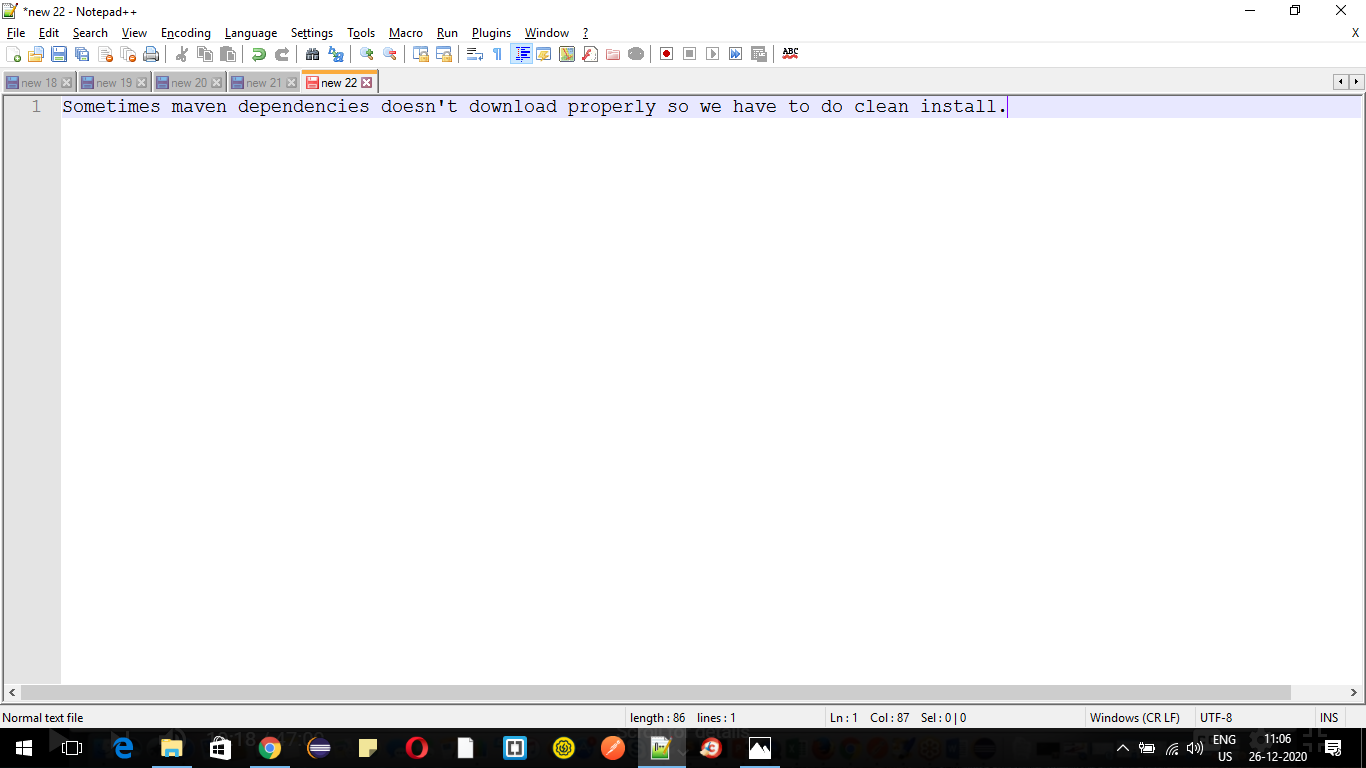 *new 22 - Notepad++
File Edit Search View Encoding Language Settings Tools Macro Run Plugins Window ? X
ABC
new 18 new 19 new 20 new 21 new 22
1 Sometimes maven dependencies doesn't download properly so we have to do clean install.
Normal text file length : 86 lines : 1 Ln : 1 Col : 87 Sel : 0 | 0 Windows (CR LF) UTF-8 INS
ENG 11:06
US 26-12-2020